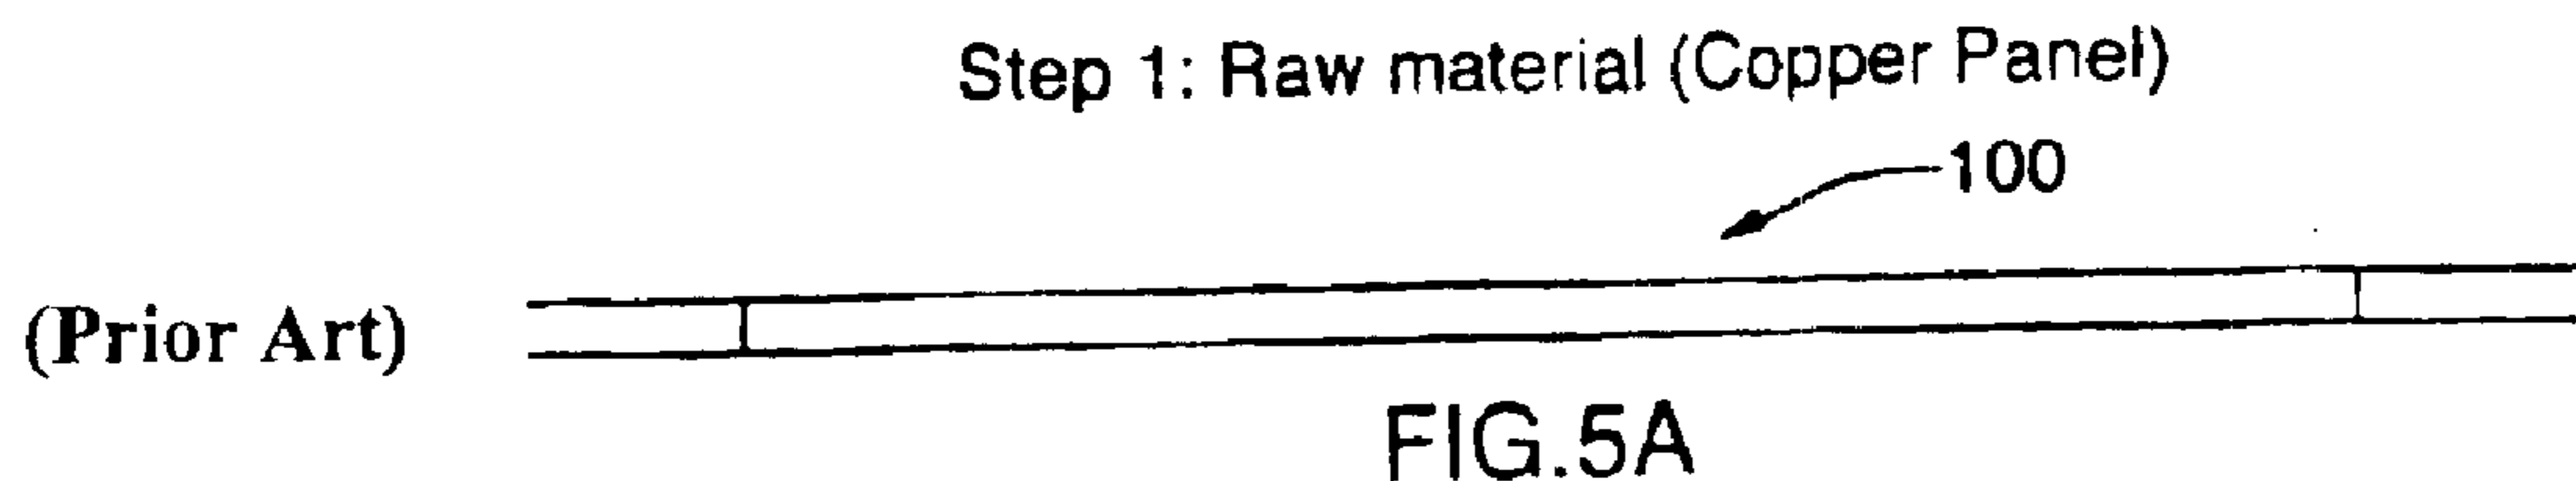 Step 1: Raw material (Copper Panel)
100
(Prior Art)
FIG.5A